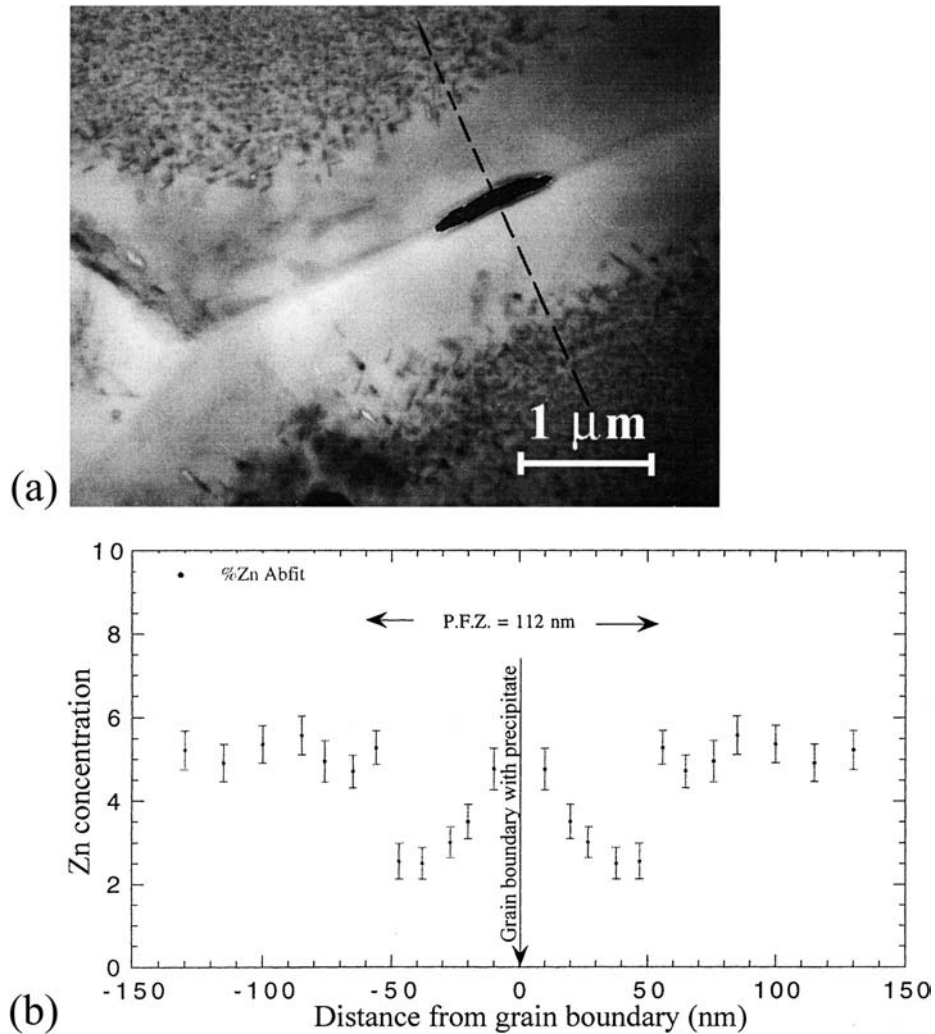 1 μm
(a)
10
8
6
4
2
0
Zn concentration
%Zn Abfit
P.F.Z. = 112 nm
Grain boundary with precipitate
-150
-100
-50
0
50
100
150
Distance from grain boundary (nm)
(b)